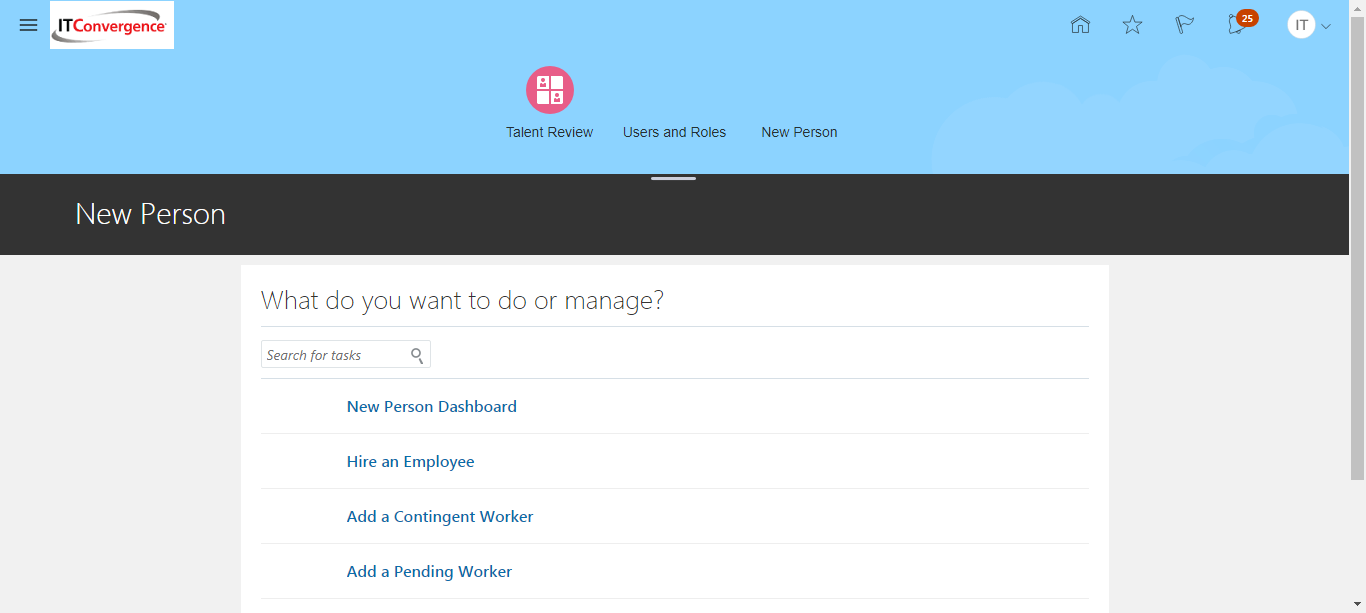 ITConvergence
25
IT
Talent Review
Users and Roles
New Person
New Person
What do you want to do or manage?
Search for tasks
New Person Dashboard
Hire an Employee
Add a Contingent Worker
Add a Pending Worker